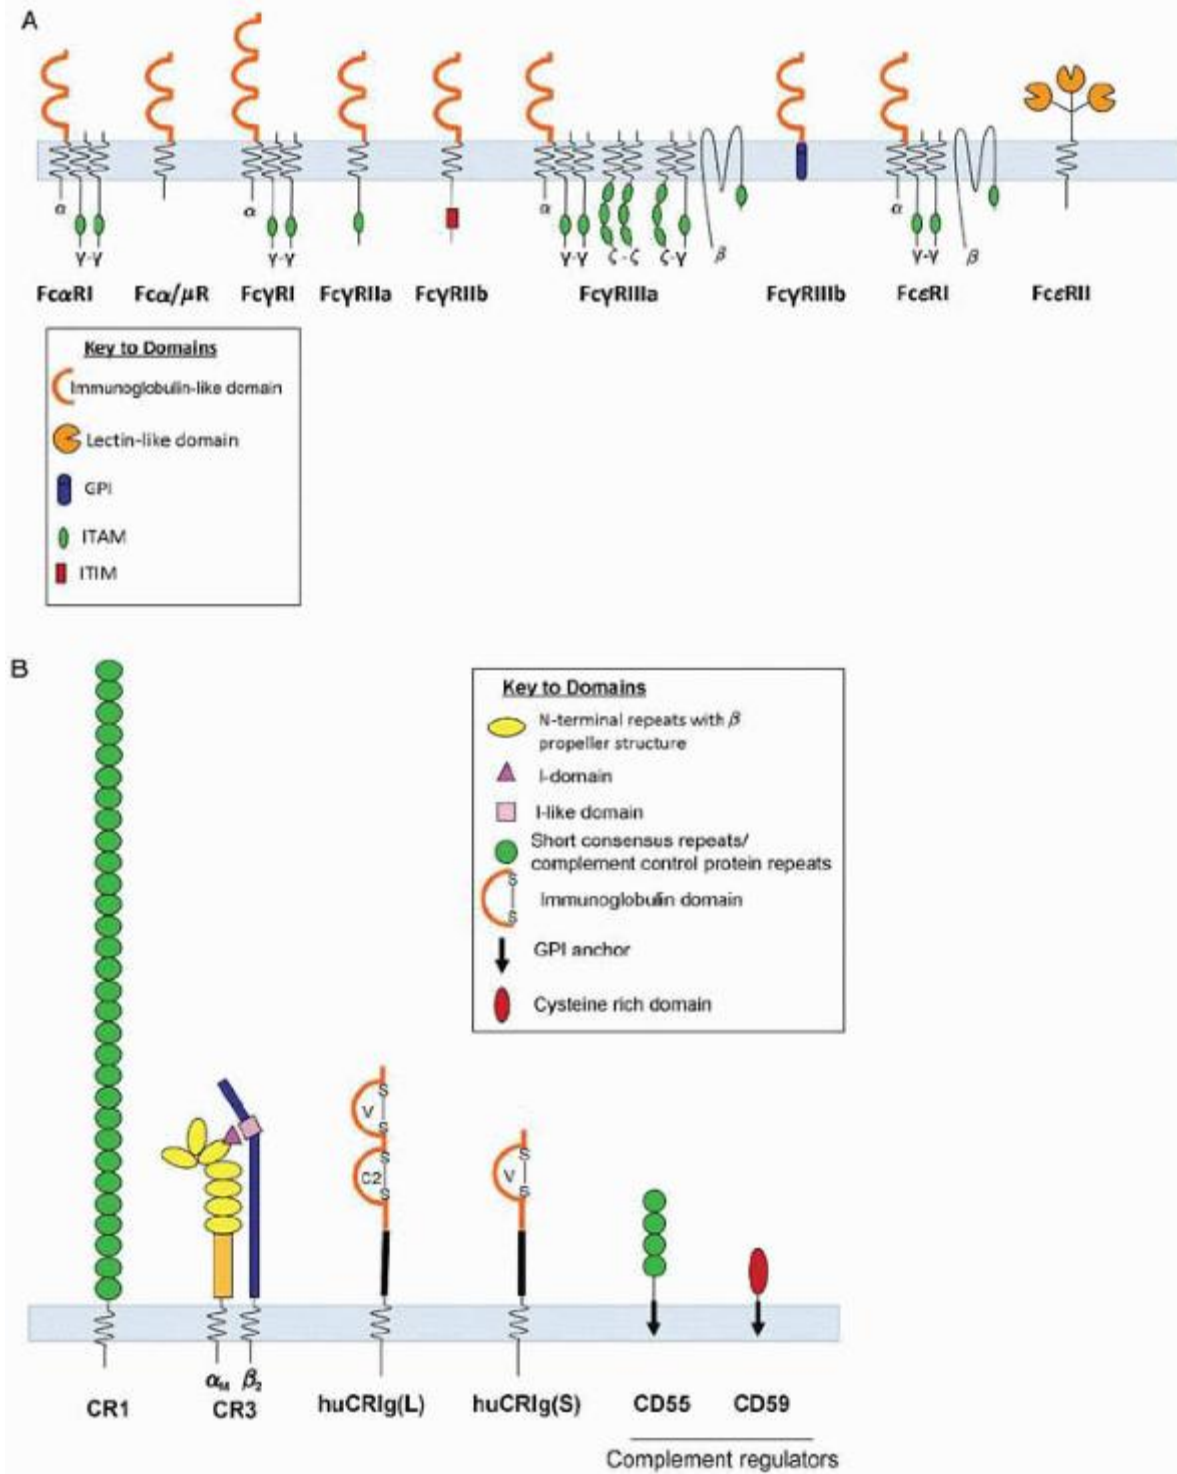 A
α
γ-γ
α
γ-γ
α
γ-γ
ζ-ζ
ζ-γ
β
α
γ-γ
β
FcαRI
Fcα/μR
FcγRI
FcγRIIa
FcγRIIb
FcγRIIIa
FcγRIIIb
FcεRI
FcεRII
Key to Domains
Immunoglobulin-like domain
Lectin-like domain
GPI
ITAM
ITIM
B
Key to Domains
N-terminal repeats with β
propeller structure
I-domain
I-like domain
Short consensus repeats/
complement control protein repeats
S
S
Immunoglobulin domain
GPI anchor
Cysteine rich domain
S
V
S
S
C2
S
S
V
S
αM β2
CR1
CR3
huCRIg(L)
huCRIg(S)
CD55
CD59
Complement regulators